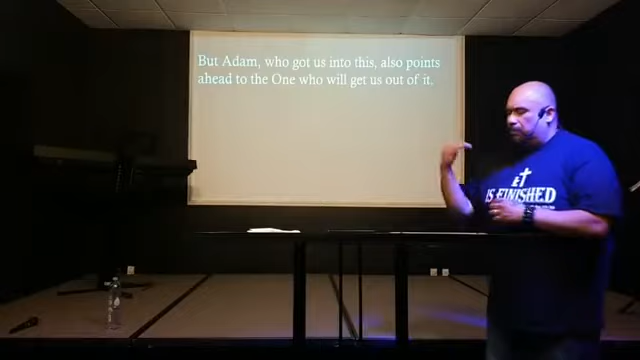 But Adam, who got us into this, also points
ahead to the One who will get us out of it.
IS FINISHED